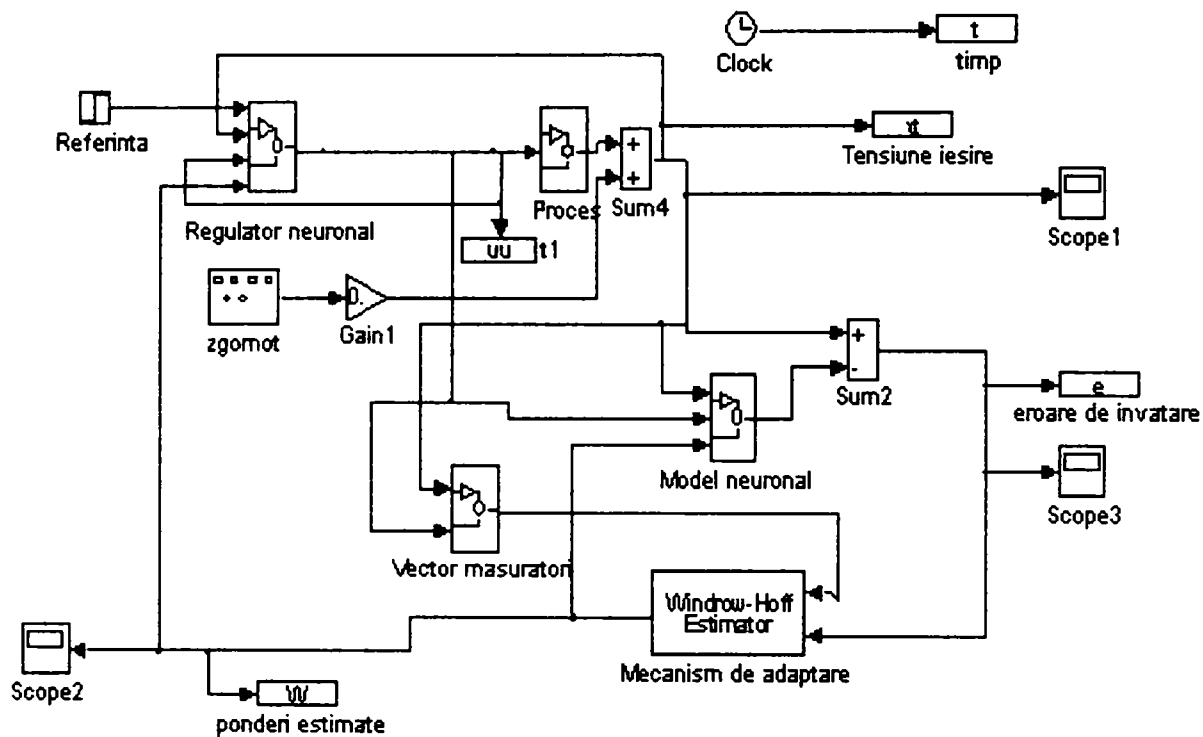 t
Clock
timp
Referinta
yt
Tensiune iesire
+
+
Proces
Sum4
Regulator neuronal
uu
t1
Scope1
0.
zgomot
Gain1
+
-
Sum2
e
eroare de invatare
Model neuronal
Scope3
Vector masuratori
Windrow-Hoff
Estimator
Mecanism de adaptare
Scope2
W
ponderi estimate